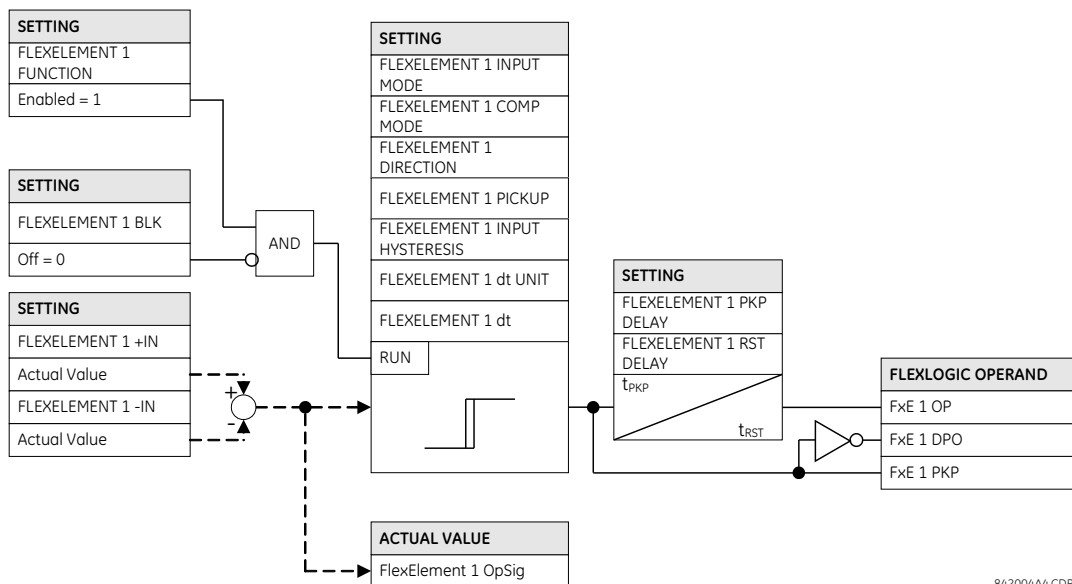 SETTING
FLEXELEMENT 1
FUNCTION
Enabled = 1
SETTING
FLEXELEMENT 1 BLK
Off = 0
SETTING
FLEXELEMENT 1 +IN
Actual Value
FLEXELEMENT 1 -IN
Actual Value
AND
+
-
SETTING
FLEXELEMENT 1 INPUT
MODE
FLEXELEMENT 1 COMP
MODE
FLEXELEMENT 1
DIRECTION
FLEXELEMENT 1 PICKUP
FLEXELEMENT 1 INPUT
HYSTERESIS
FLEXELEMENT 1 dt UNIT
FLEXELEMENT 1 dt
RUN
ACTUAL VALUE
FlexElement 1 OpSig
SETTING
FLEXELEMENT 1 PKP
DELAY
FLEXELEMENT 1 RST
DELAY
tPKP
tRST
FLEXLOGIC OPERAND
FxE 1 OP
FxE 1 DPO
FxE 1 PKP
842004A4.CDR